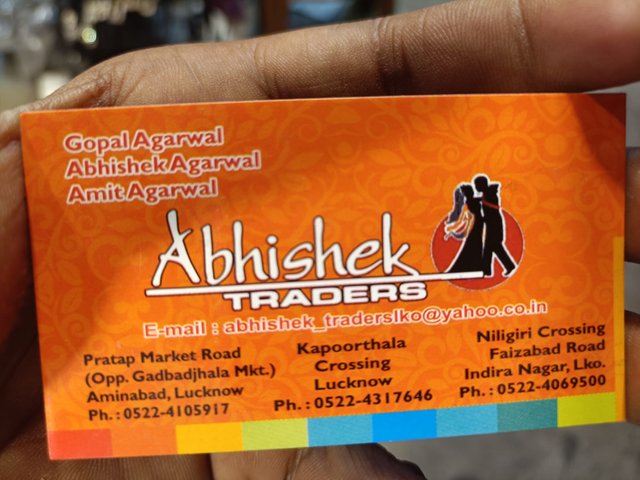 Gopal Agarwal
Abhishek Agarwal
Amit Agarwal
Abhishek
TRADERS
E-mail : abhishek_traderslko@yahoo.co.in
Pratap Market Road
(Opp. Gadbadjhala Mkt.)
Aminabad, Lucknow
Ph. : 0522-4105917
Kapoorthala
Crossing
Lucknow
Ph. : 0522-4317646
Niligiri Crossing
Faizabad Road
Indira Nagar, Lko.
Ph. : 0522-4069500